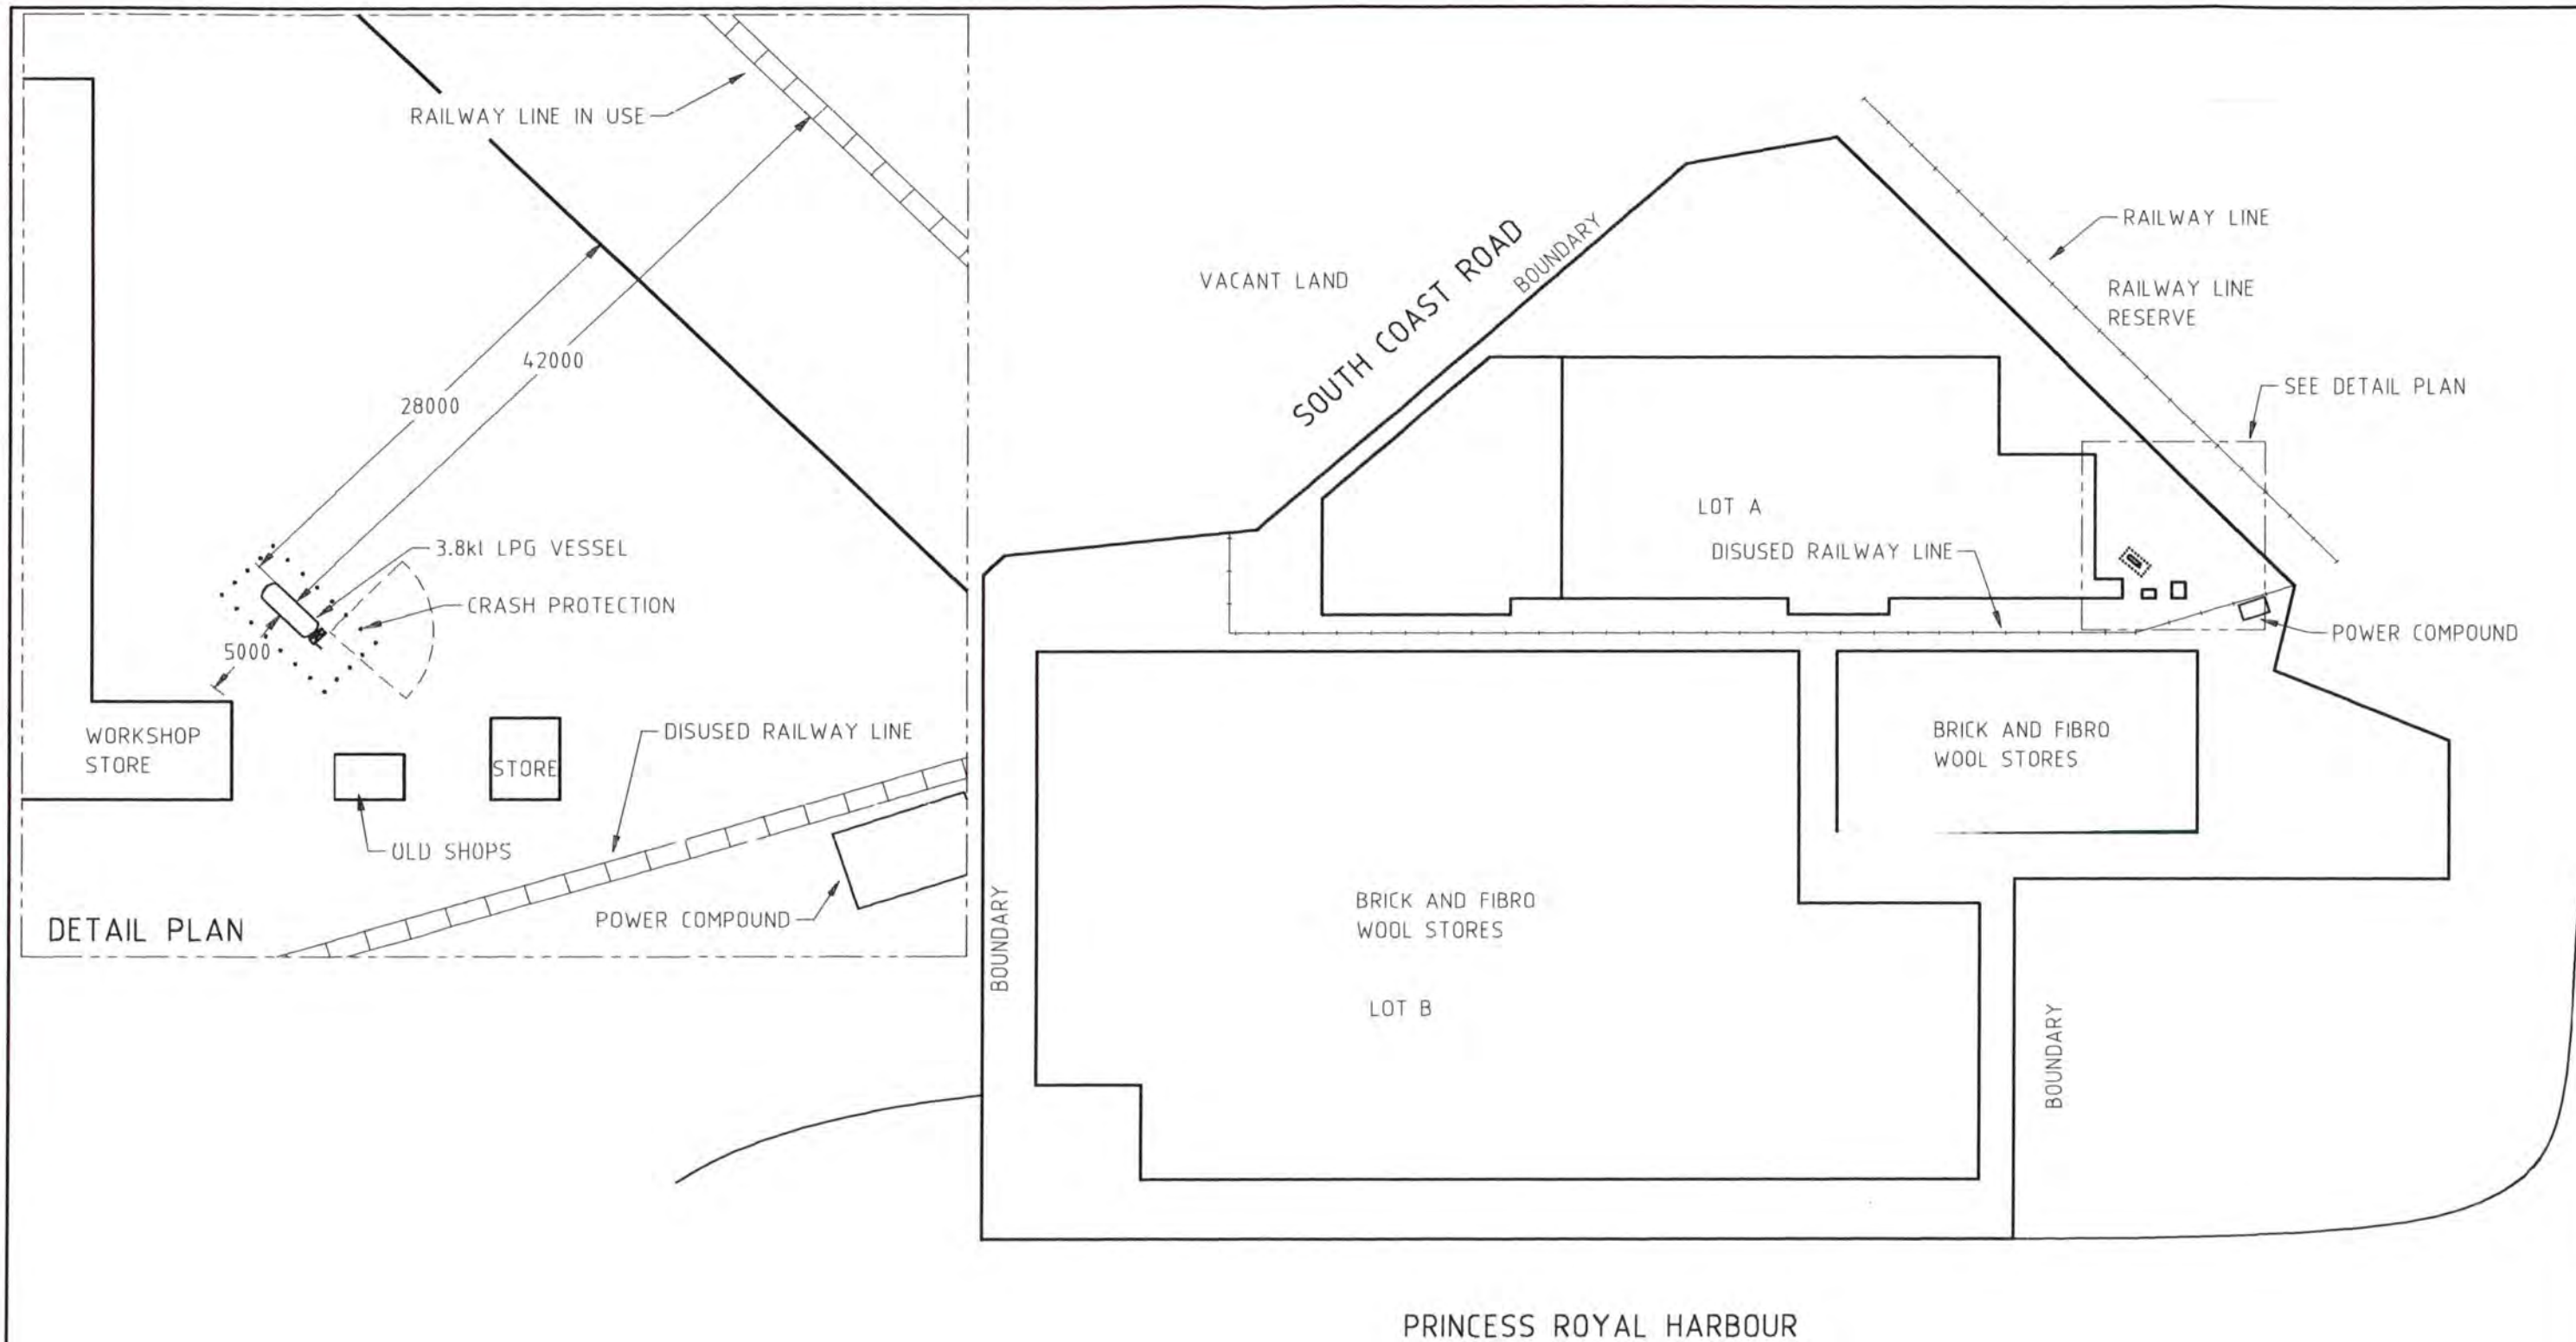 RAILWAY LINE IN USE
42000
28000
3.8kl LPG VESSEL
CRASH PROTECTION
5000
WORKSHOP
STORE
STORE
DISUSED RAILWAY LINE
OLD SHOPS
POWER COMPOUND
DETAIL PLAN
VACANT LAND
SOUTH COAST ROAD
BOUNDARY
RAILWAY LINE
RAILWAY LINE
RESERVE
SEE DETAIL PLAN
LOT A
DISUSED RAILWAY LINE
POWER COMPOUND
BRICK AND FIBRO
WOOL STORES
BRICK AND FIBRO
WOOL STORES
LOT B
BOUNDARY
BOUNDARY
PRINCESS ROYAL HARBOUR